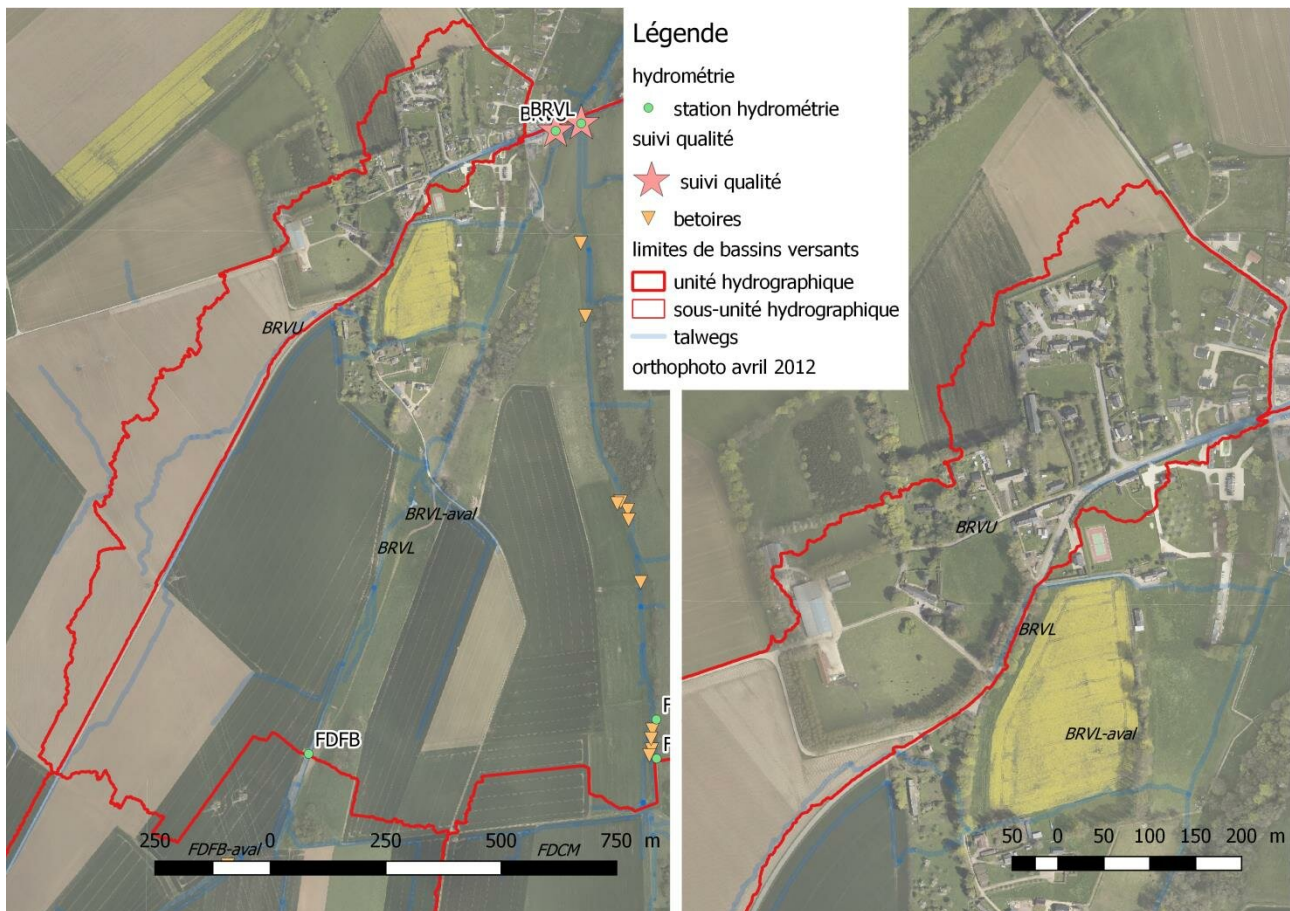 Légende
hydrométrie
station hydrométrie
suivi qualité
suivi qualité
betoires
limites de bassins versants
unité hydrographique
sous-unité hydrographique
talwegs
orthophoto avril 2012
BRVL
BRVU
BRVL-aval
BRVL
FDFB
F
F
250 0 250 500 750 m
FDFB-aval
FDCM
BRVU
BRVL
BRVL-aval
50 0 50 100 150 200 m